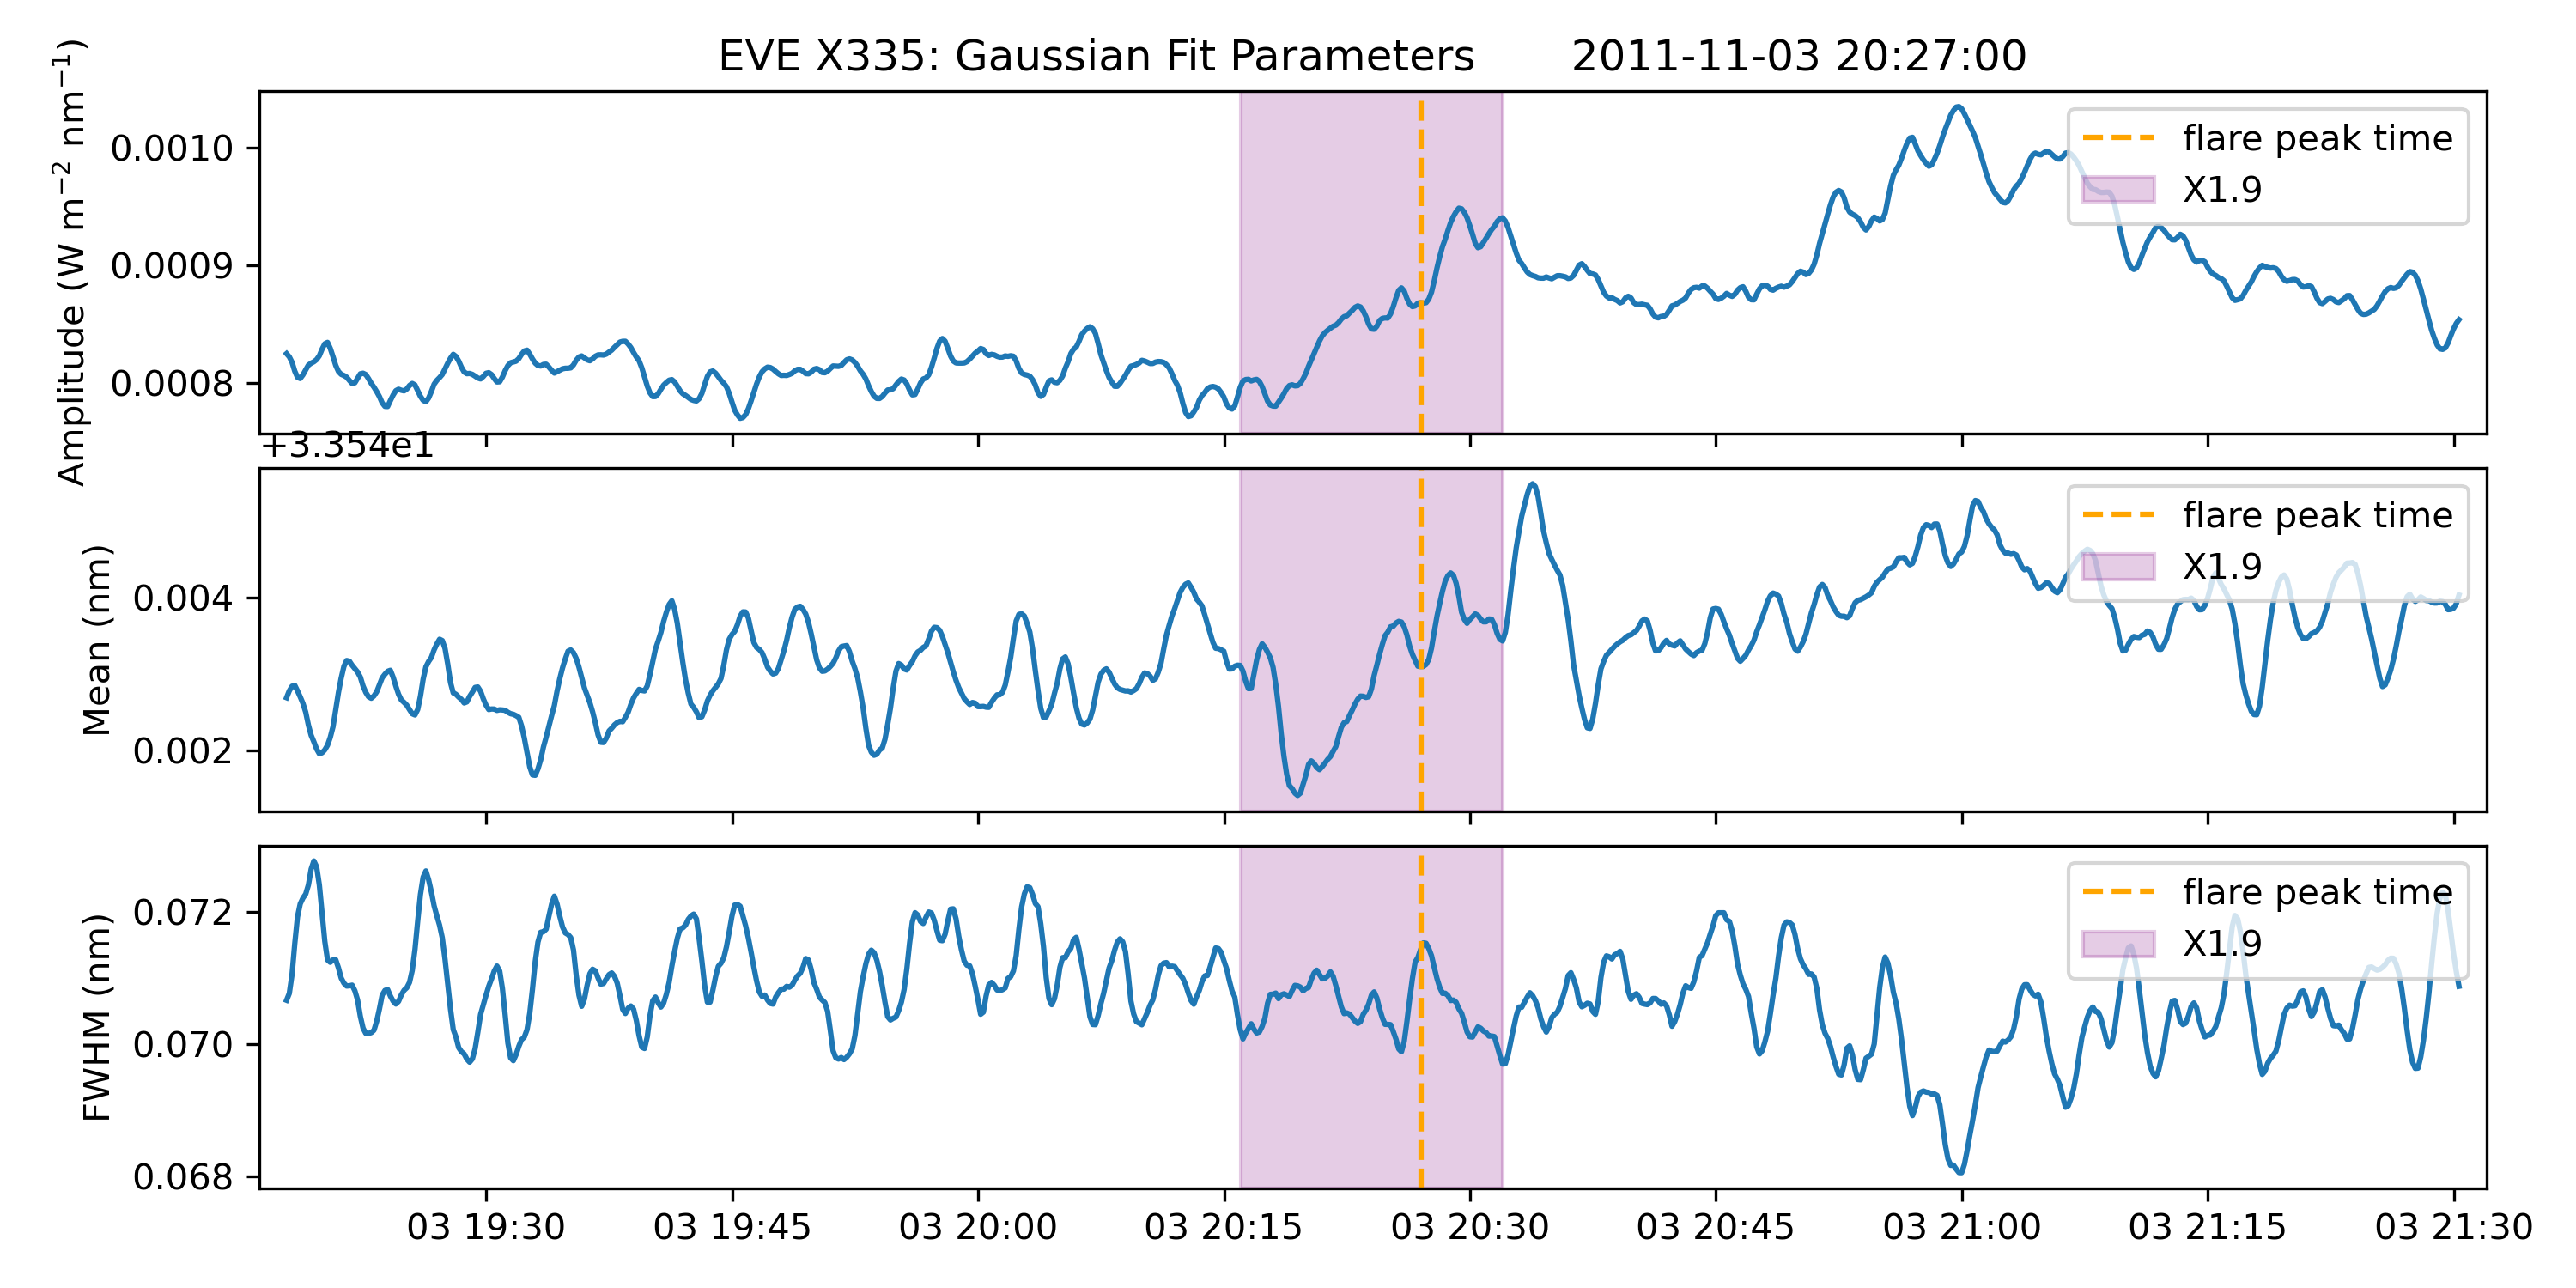 EVE X335: Gaussian Fit Parameters 2011-11-03 20:27:00
Amplitude (W m⁻² nm⁻¹)
0.0010
0.0009
0.0008
flare peak time
X1.9
+3.354e1
Mean (nm)
0.004
0.002
flare peak time
X1.9
FWHM (nm)
0.072
0.070
0.068
flare peak time
X1.9
03 19:30 03 19:45 03 20:00 03 20:15 03 20:30 03 20:45 03 21:00 03 21:15 03 21:30